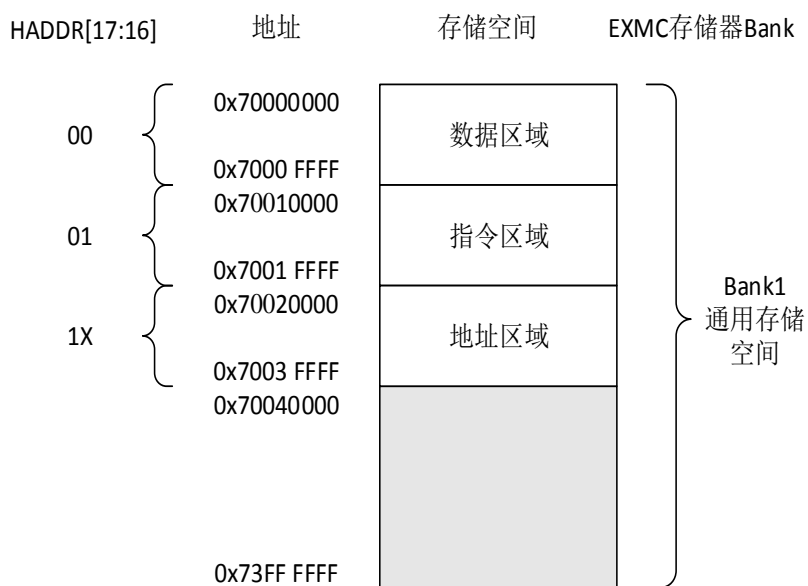 HADDR[17:16] 地址 存储空间 EXMC存储器Bank
0x70000000
00 数据区域
0x7000 FFFF
0x70010000
01 指令区域
0x7001 FFFF
0x70020000
1X 地址区域
0x7003 FFFF
0x70040000
Bank1
通用存储
空间
0x73FF FFFF